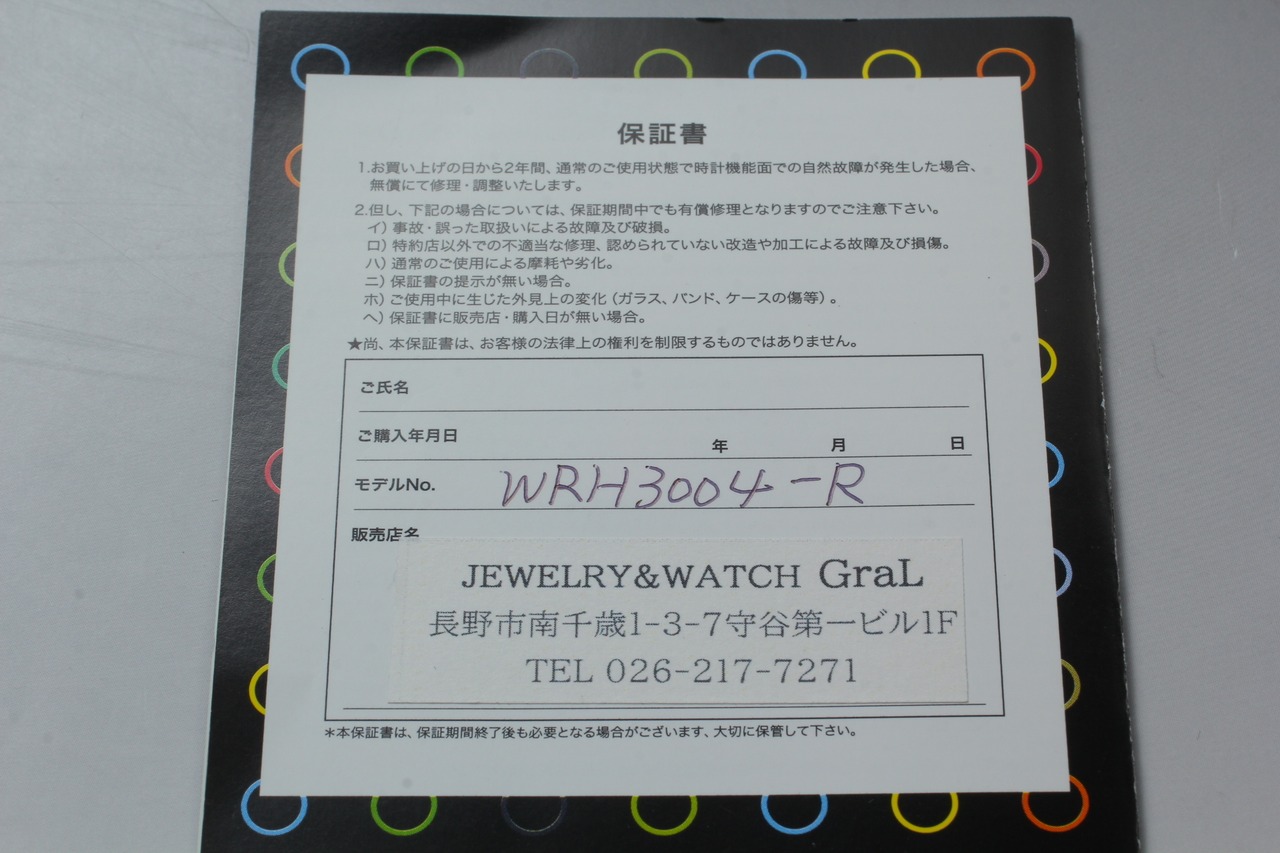 保証書
1.お買い上げの日から2年間、通常のご使用状態で時計機能面での自然故障が発生した場合、
無償にて修理・調整いたします。
2.但し、下記の場合については、保証期間中でも有償修理となりますのでご注意下さい。
イ）事故・誤った取扱いによる故障及び破損。
ロ）特約店以外での不適当な修理、認められていない改造や加工による故障及び損傷。
ハ）通常のご使用による摩耗や劣化。
ニ）保証書の提示が無い場合。
ホ）ご使用中に生じた外見上の変化（ガラス、バンド、ケースの傷等）。
ヘ）保証書に販売店・購入日が無い場合。
★尚、本保証書は、お客様の法律上の権利を制限するものではありません。
ご氏名
ご購入年月日 年 月 日
モデルNo. WRH3004-R
販売店名
JEWELRY&WATCH GraL
長野市南千歳1-3-7守谷第一ビル1F
TEL 026-217-7271
＊本保証書は、保証期間終了後も必要となる場合がございます、大切に保管して下さい。